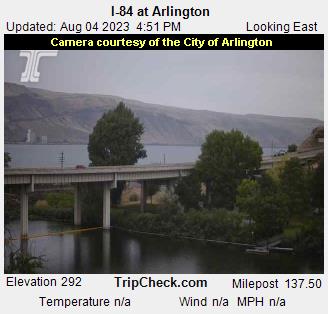 I-84 at Arlington
Updated: Aug 04 2023 4:51 PM Looking East
Camera courtesy of the City of Arlington
Elevation 292 TripCheck.com Milepost 137.50
Temperature n/a Wind n/a MPH n/a